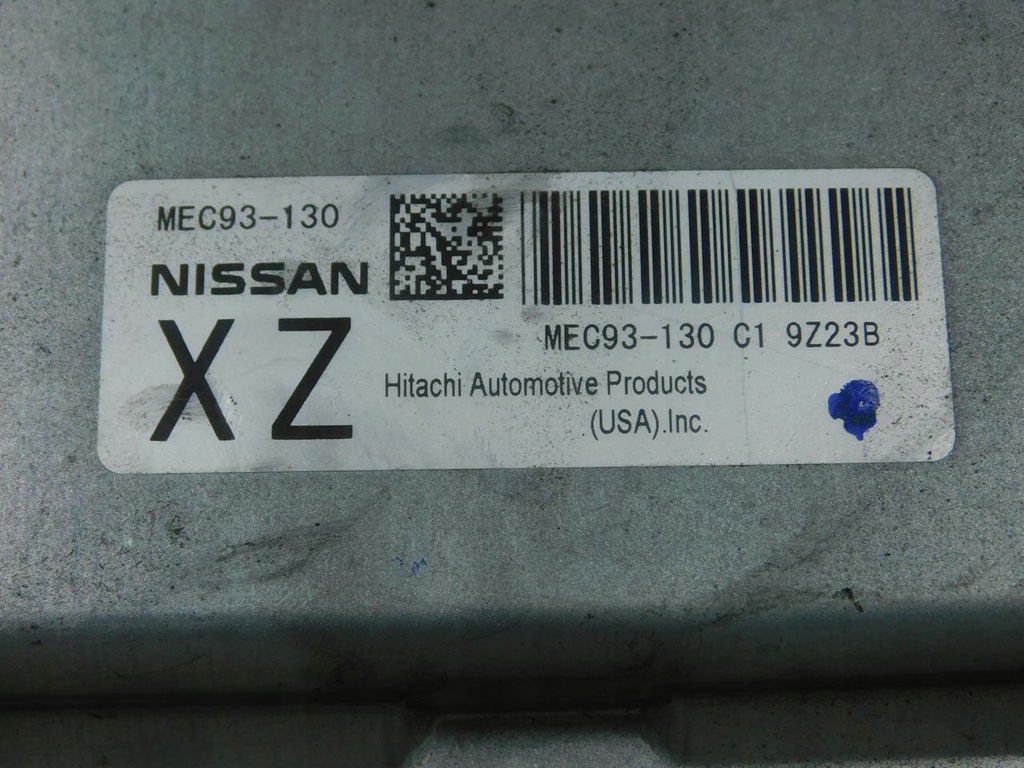 MEC93-130
NISSAN
XZ
MEC93-130 C1 9Z23B
Hitachi Automotive Products
(USA).Inc.